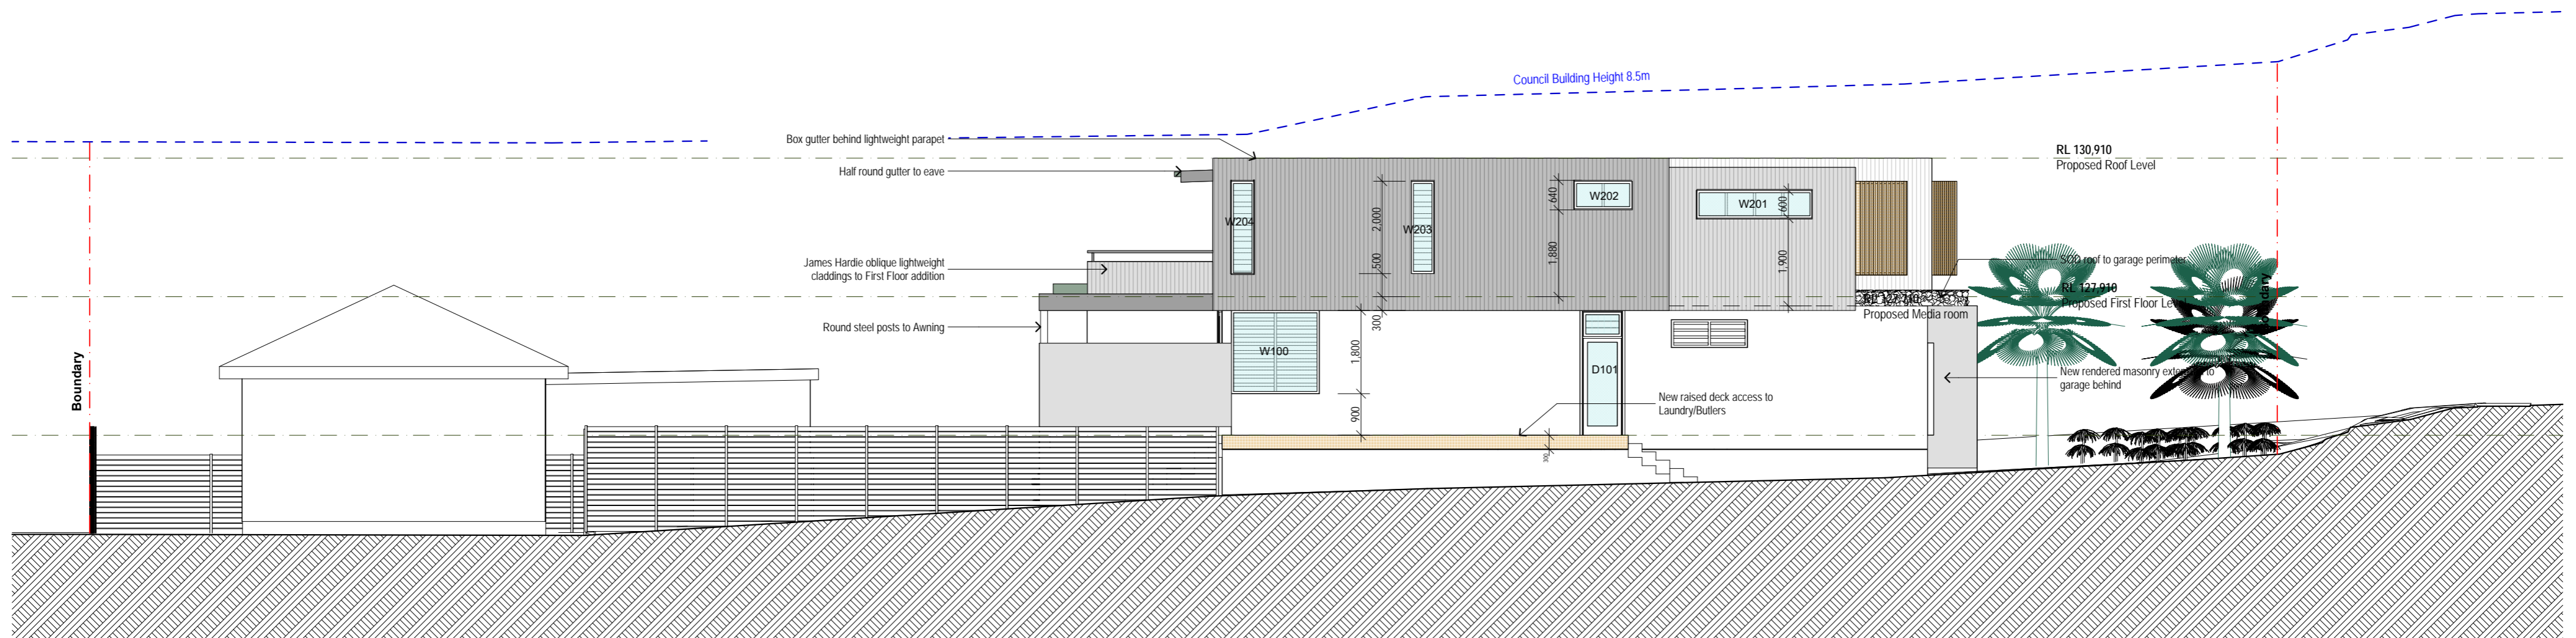 Council Building Height 8.5m
Box gutter behind lightweight parapet
Half round gutter to eave
James Hardie oblique lightweight
claddings to First Floor addition
Round steel posts to Awning
Boundary
W204
2,000
500
W203
640
W202
1,880
W201
600
1,900
W100
300
1,800
900
D101
300
New raised deck access to
Laundry/Butlers
RL 130,910
Proposed Roof Level
SOD roof to garage perimeter
RL 127,910
Proposed First Floor Level
Proposed Media room
Boundary
New rendered masonry to
garage behind